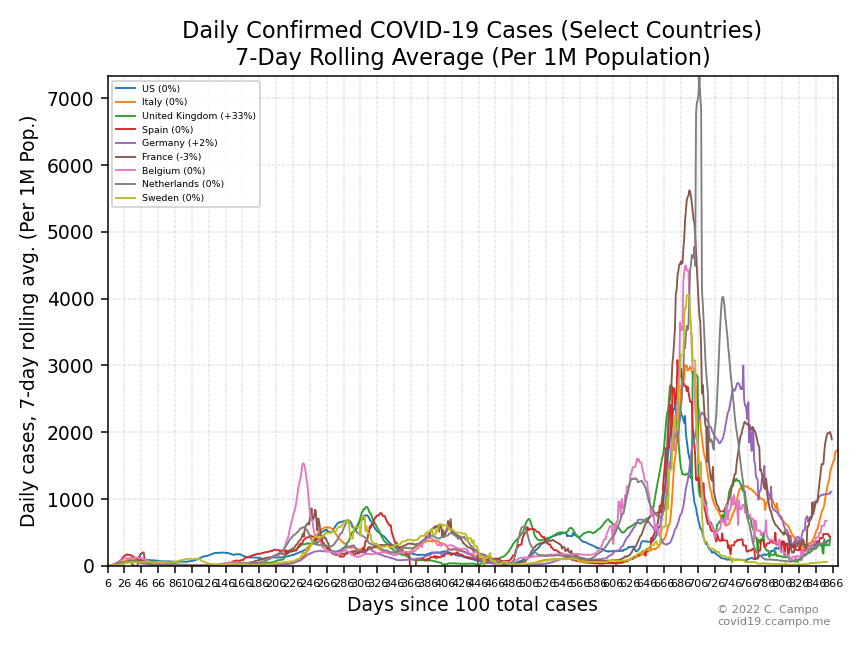 Daily Confirmed COVID-19 Cases (Select Countries)
7-Day Rolling Average (Per 1M Population)
Daily cases, 7-day rolling avg. (Per 1M Pop.)
7000
6000
5000
4000
3000
2000
1000
0
US (0%)
Italy (0%)
United Kingdom (+33%)
Spain (0%)
Germany (+2%)
France (-3%)
Belgium (0%)
Netherlands (0%)
Sweden (0%)
6 26 46 66 86 106 126 146 166 186 206 226 246 266 286 306 326 346 366 386 406 426 446 466 486 506 526 546 566 586 606 626 646 666 686 706 726 746 766 786 806 826 846 866
Days since 100 total cases
© 2022 C. Campo
covid19.ccampo.me